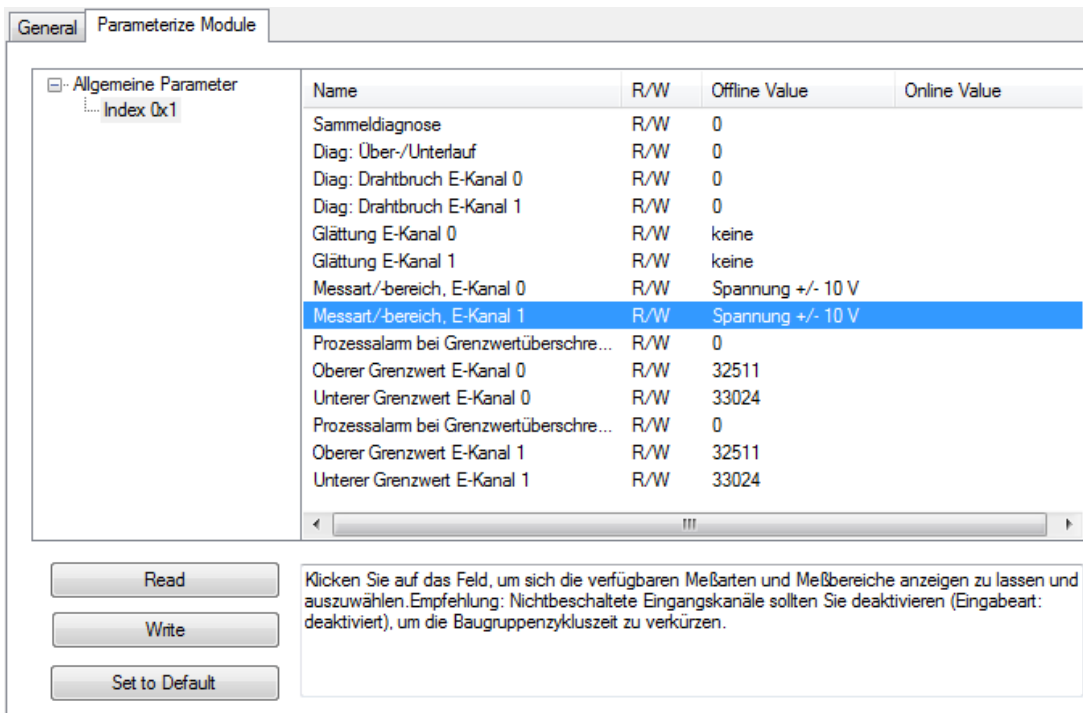 General Parameterize Module
Allgemeine Parameter
Index 0x1
Name R/W Offline Value Online Value
Sammeldiagnose R/W 0
Diag: Über-/Unterlauf R/W 0
Diag: Drahtbruch E-Kanal 0 R/W 0
Diag: Drahtbruch E-Kanal 1 R/W 0
Glättung E-Kanal 0 R/W keine
Glättung E-Kanal 1 R/W keine
Messart/-bereich, E-Kanal 0 R/W Spannung +/- 10 V
Messart/-bereich, E-Kanal 1 R/W Spannung +/- 10 V
Prozessalarm bei Grenzwertüberschre... R/W 0
Oberer Grenzwert E-Kanal 0 R/W 32511
Unterer Grenzwert E-Kanal 0 R/W 33024
Prozessalarm bei Grenzwertüberschre... R/W 0
Oberer Grenzwert E-Kanal 1 R/W 32511
Unterer Grenzwert E-Kanal 1 R/W 33024
Read
Write
Set to Default
Klicken Sie auf das Feld, um sich die verfügbaren Meßarten und Meßbereiche anzeigen zu lassen und
auszuwählen.Empfehlung: Nichtbeschaltete Eingangskanäle sollten Sie deaktivieren (Eingabeart:
deaktiviert), um die Baugruppenzykluszeit zu verkürzen.